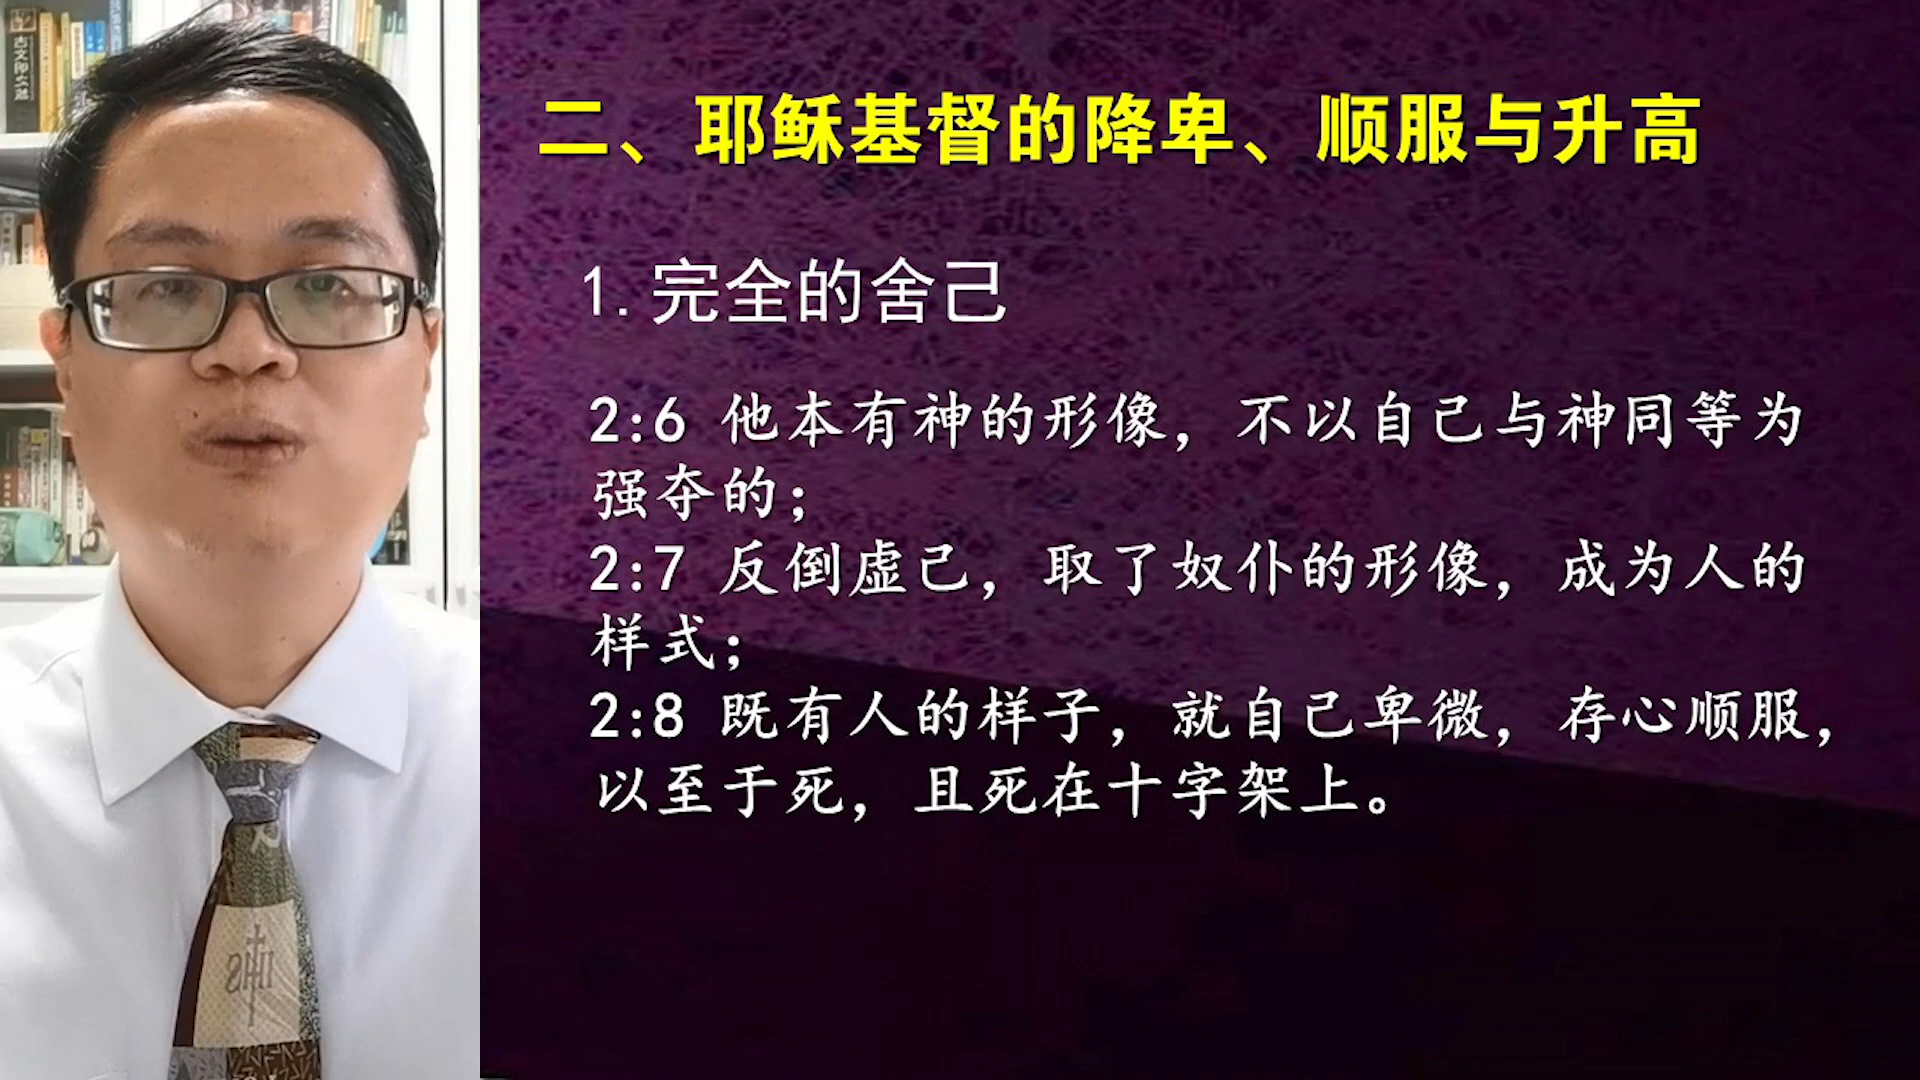 二、耶稣基督的降卑、顺服与升高
1.完全的舍己
2:6 他本有神的形像，不以自己与神同等为
强夺的；
2:7 反倒虚己，取了奴仆的形像，成为人的
样式；
2:8 既有人的样子，就自己卑微，存心顺服，
以至于死，且死在十字架上。